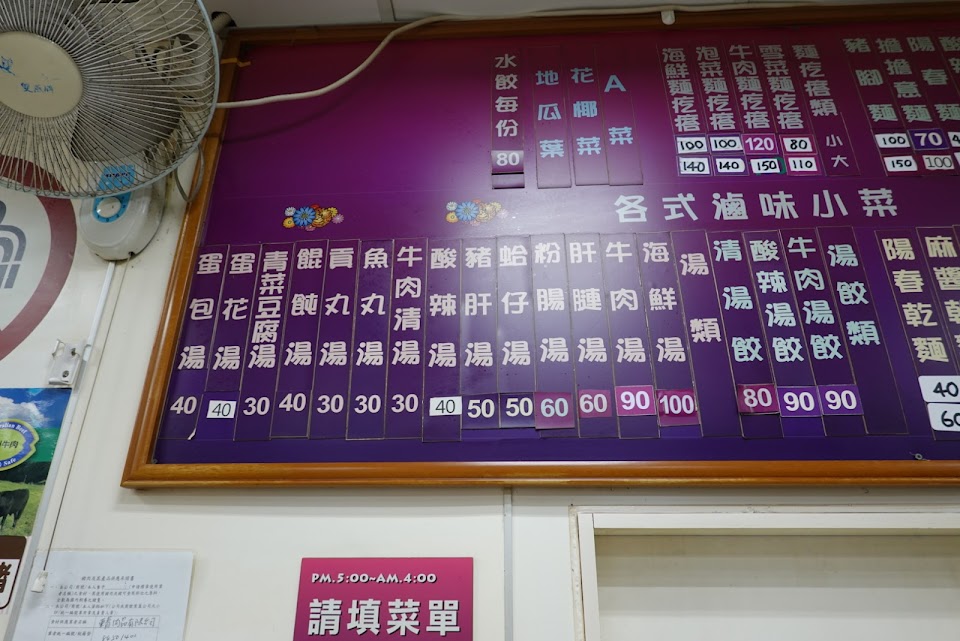 陽春麵
擔擔意麵
70
100
豬腳麵
100
150
麵疙瘩類
小
大
雪菜麵疙瘩
80
110
牛肉麵疙瘩
120
150
泡菜麵疙瘩
100
140
海鮮麵疙瘩
100
140
A菜
花椰菜
地瓜葉
水餃每份
80
各式滷味小菜
陽春乾麵
40
60
湯餃類
牛肉湯餃
90
酸辣湯餃
90
清湯餃
80
湯類
海鮮湯
100
牛肉湯
90
肝腱湯
60
粉腸湯
60
蛤仔湯
50
豬肝湯
50
酸辣湯
40
牛肉清湯
30
魚丸湯
30
貢丸湯
30
餛飩湯
40
青菜豆腐湯
30
蛋花湯
40
蛋包湯
40
PM.5:00~AM.4:00
請填菜單